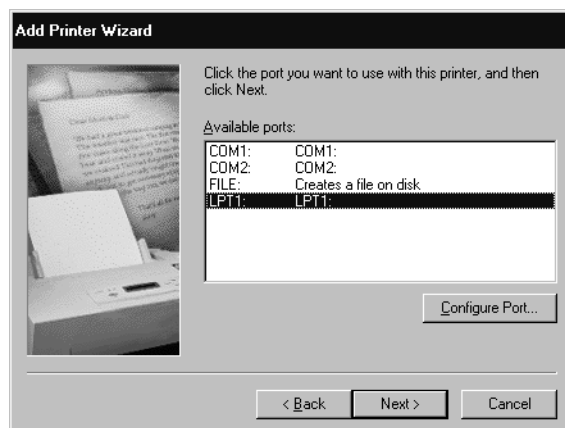 Add Printer Wizard
Click the port you want to use with this printer, and then
click Next.
Available ports:
COM1: COM1:
COM2: COM2:
FILE: Creates a file on disk
LPT1: LPT1:
Configure Port...
< Back
Next >
Cancel